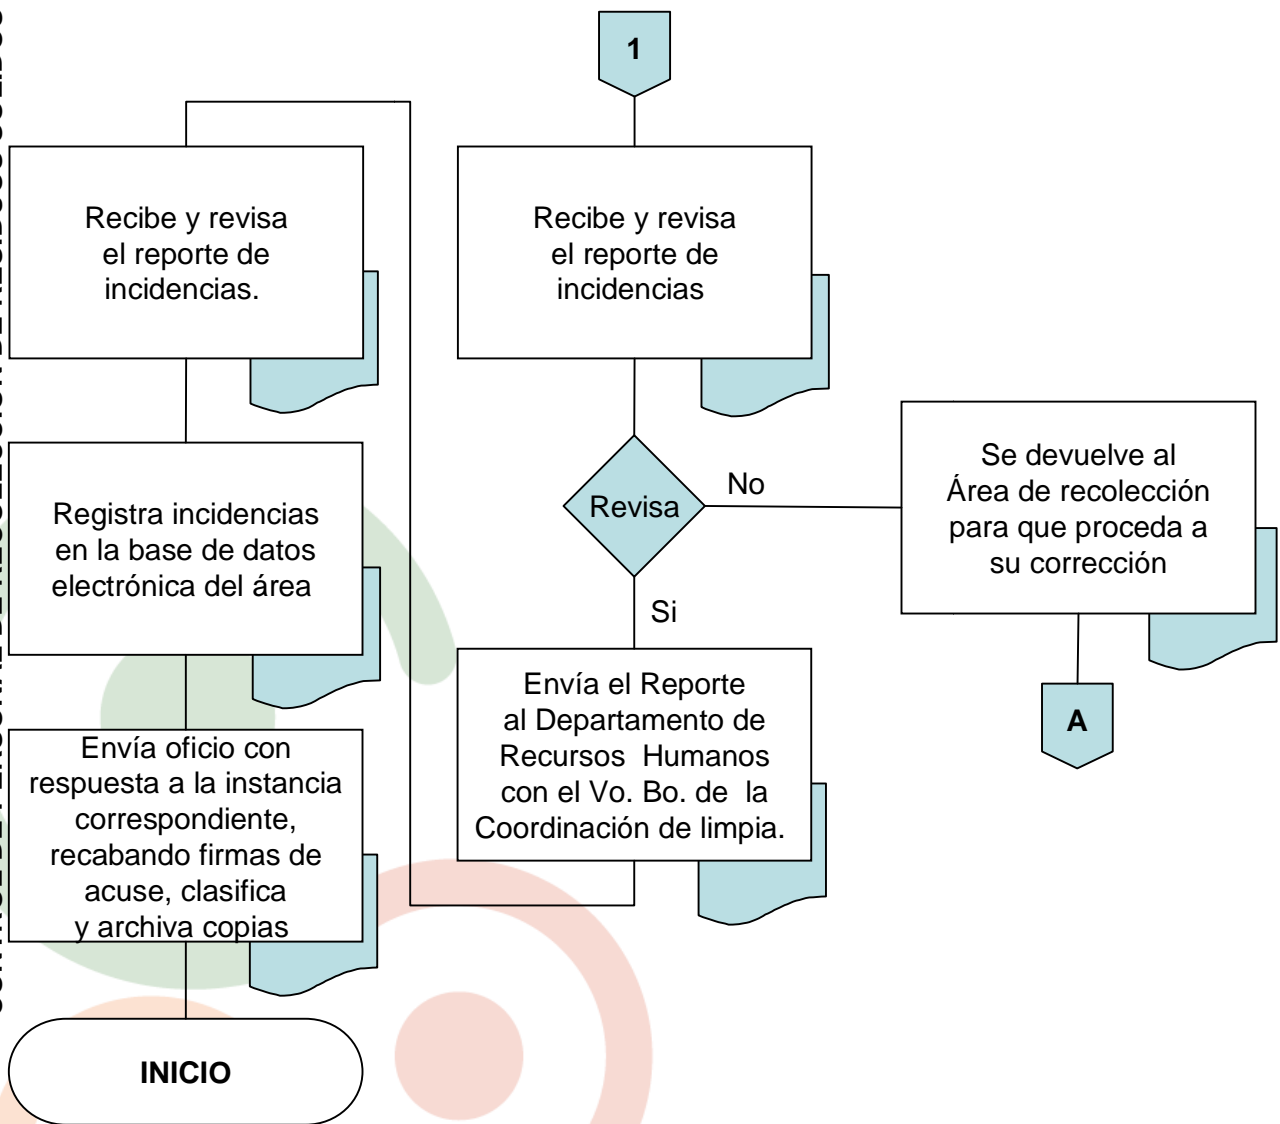 1
Recibe y revisa
el reporte de
incidencias
Revisa
No
Se devuelve al
Área de recolección
para que proceda a
su corrección
A
Si
Envía el Reporte
al Departamento de
Recursos Humanos
con el Vo. Bo. de la
Coordinación de limpia.
Recibe y revisa
el reporte de
incidencias.
Registra incidencias
en la base de datos
electrónica del área
Envía oficio con
respuesta a la instancia
correspondiente,
recabando firmas de
acuse, clasifica
y archiva copias
INICIO